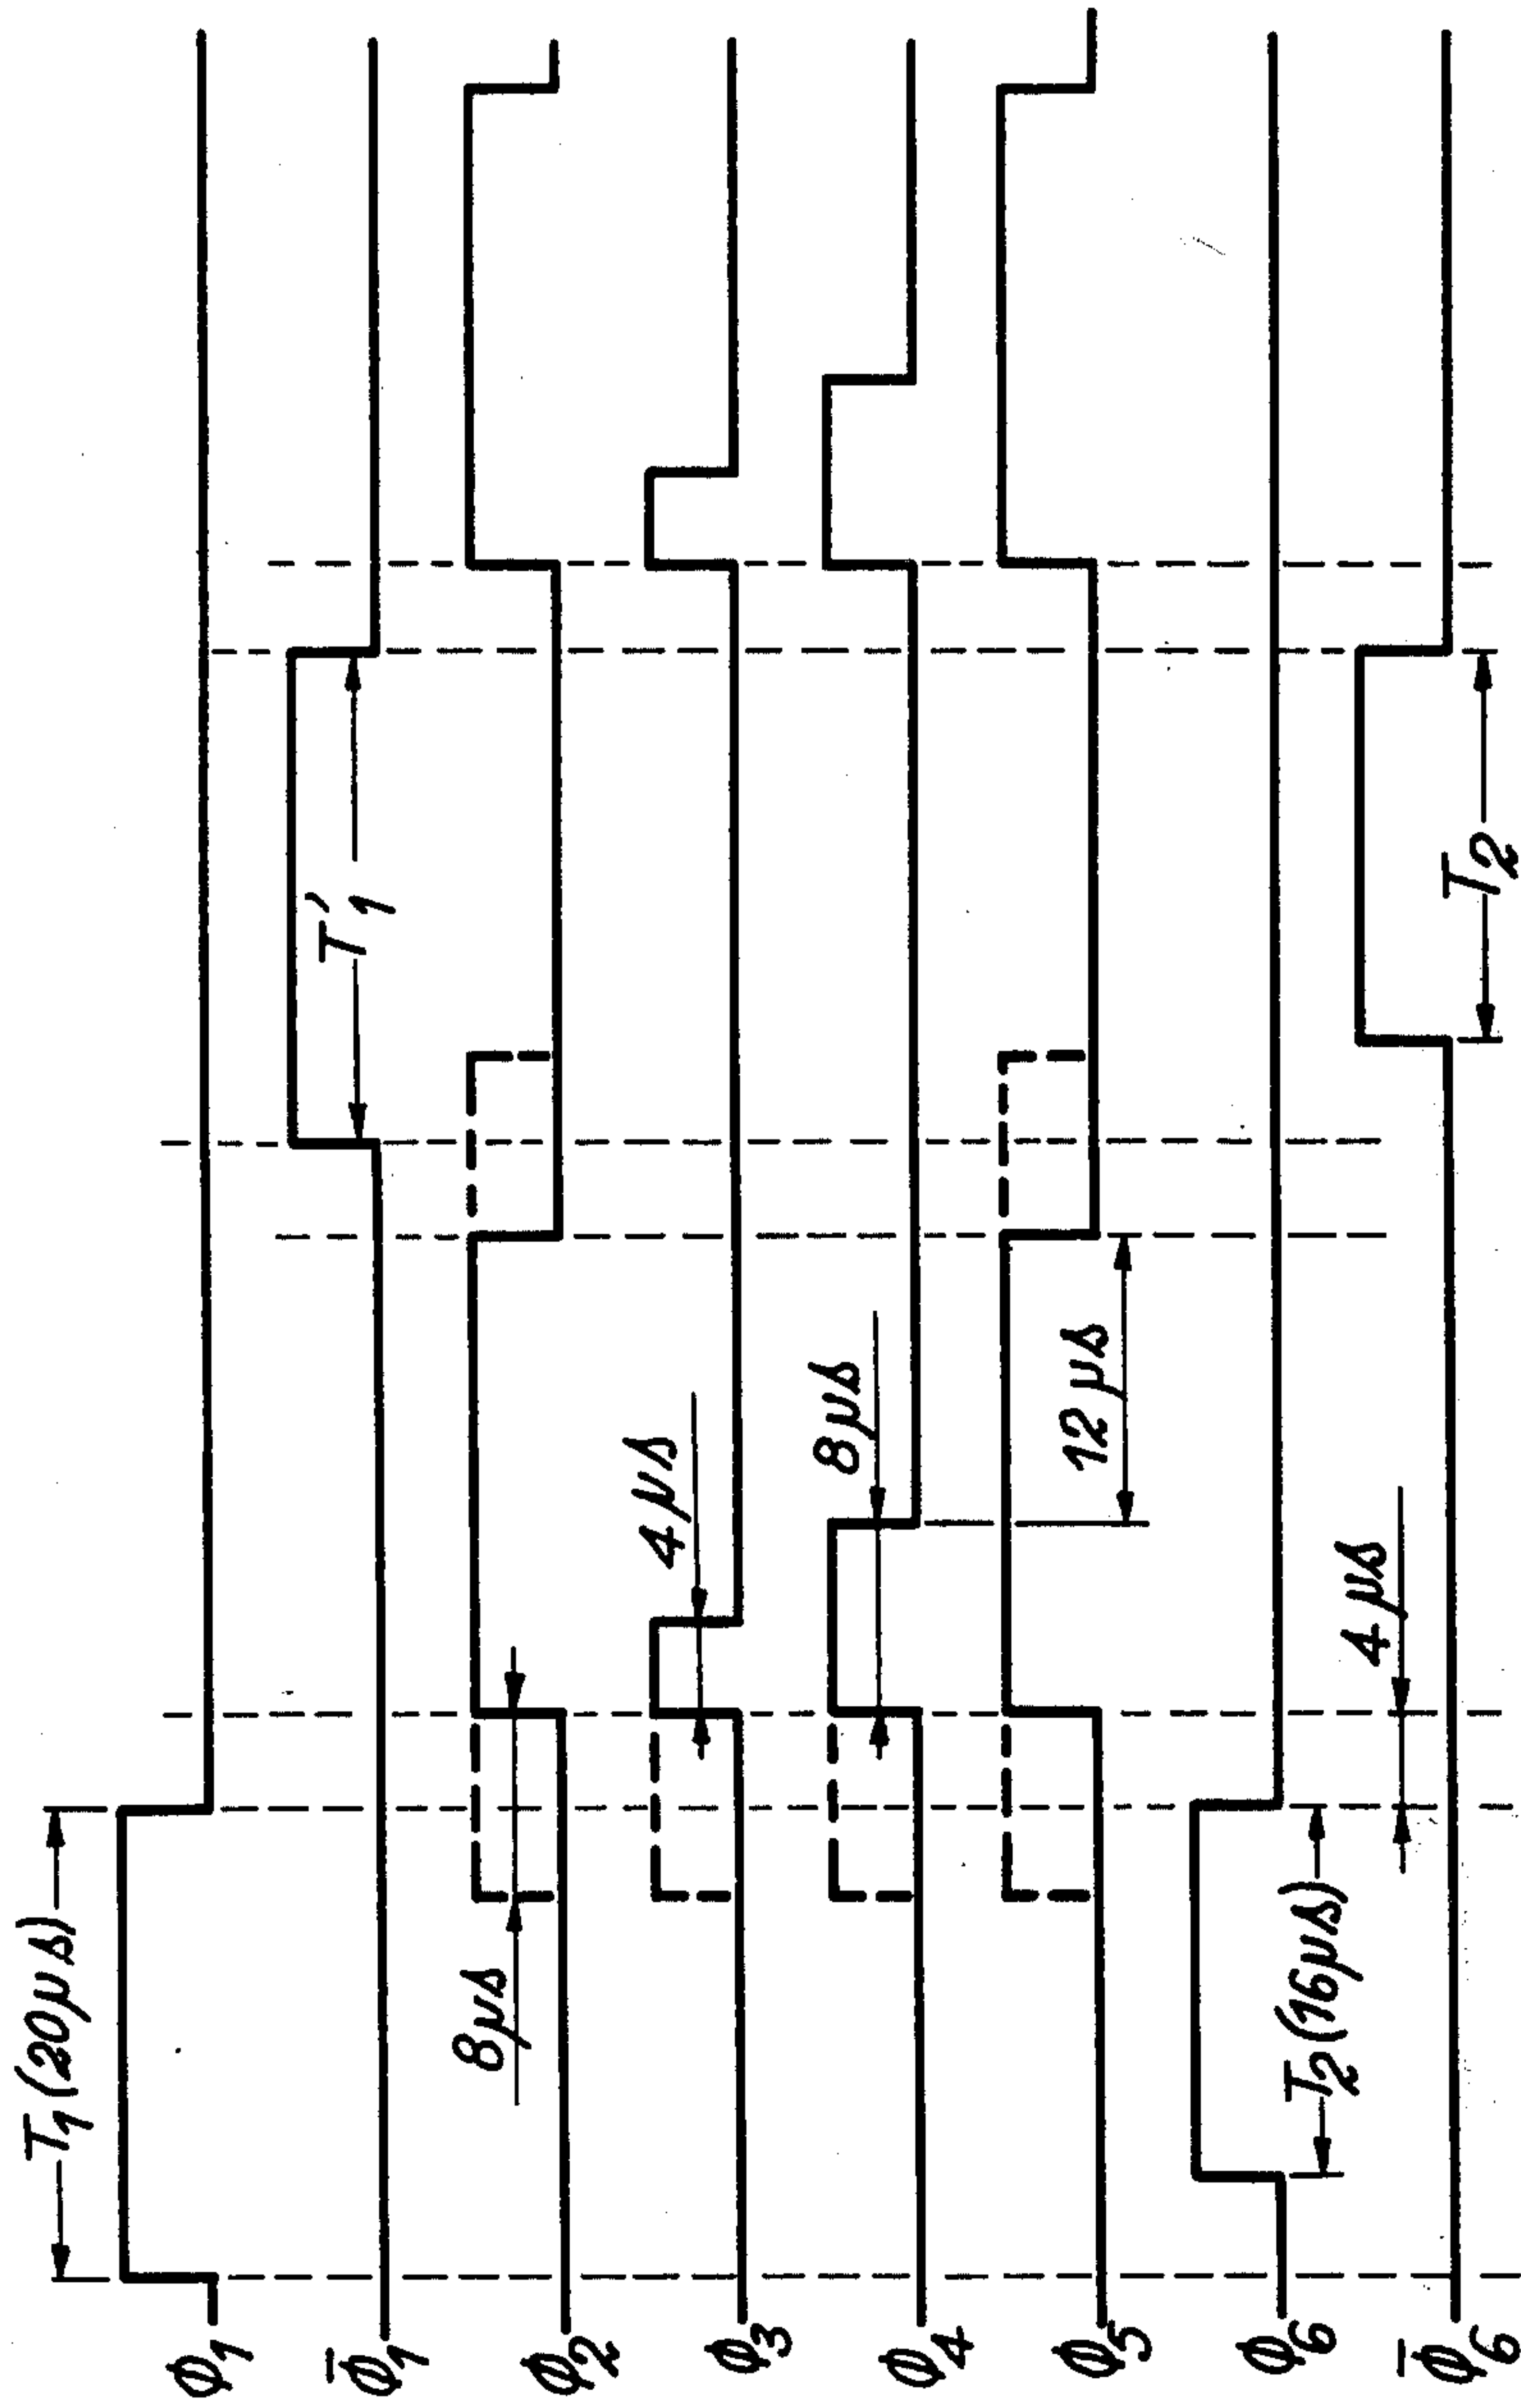 T₁(20μs)
Φ₁
T'₁
Φ̄₁
8μs
Φ₂
4μs
Φ₃
8μs
Φ₄
12μs
Φ₅
T₂(16μs)
Φ₆
4μs
T₂
Φ̄₆